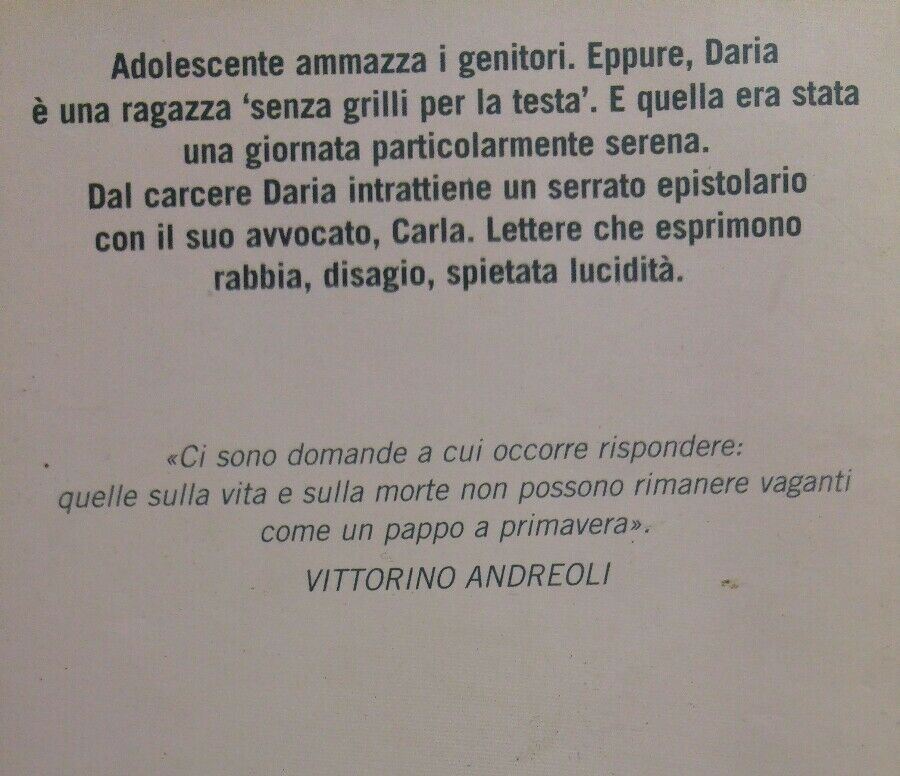 Adolescente ammazza i genitori. Eppure, Daria
è una ragazza ‘senza grilli per la testa’. E quella era stata
una giornata particolarmente serena.
Dal carcere Daria intrattiene un serrato epistolario
con il suo avvocato, Carla. Lettere che esprimono
rabbia, disagio, spietata lucidità.
«Ci sono domande a cui occorre rispondere:
quelle sulla vita e sulla morte non possono rimanere vaganti
come un pappo a primavera».
VITTORINO ANDREOLI